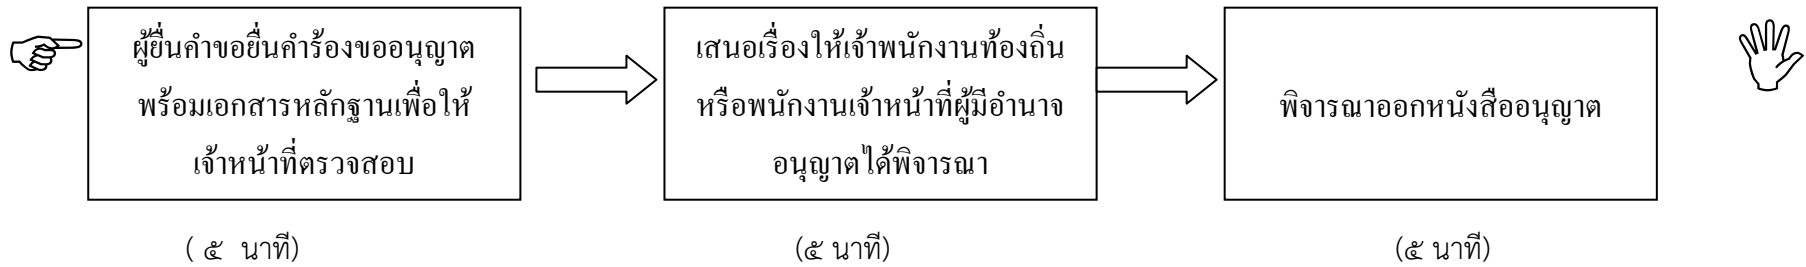 ผู้ยื่นคำขอยื่นคำร้องขออนุญาต
พร้อมเอกสารหลักฐานเพื่อให้
เจ้าหน้าที่ตรวจสอบ
เสนอเรื่องให้เจ้าพนักงานท้องถิ่น
หรือพนักงานเจ้าหน้าที่ผู้มีอำนาจ
อนุญาตได้พิจารณา
พิจารณาออกหนังสืออนุญาต
( ๕ นาที)
(๕ นาที)
(๕ นาที)